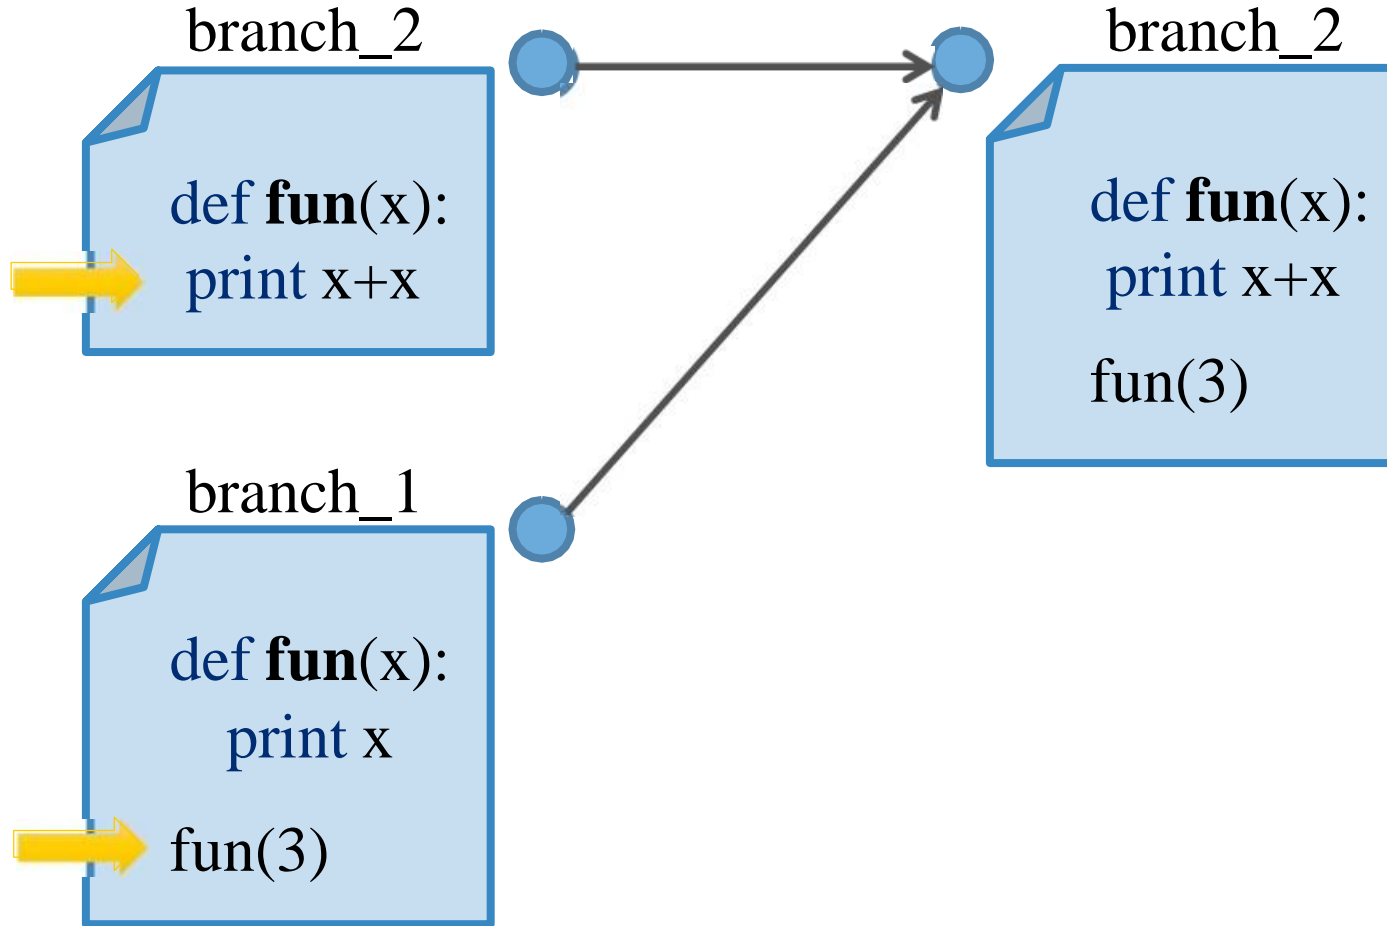 branch_2
def fun(x):
print x+x
branch_1
def fun(x):
print x
fun(3)
branch_2
def fun(x):
print x+x
fun(3)